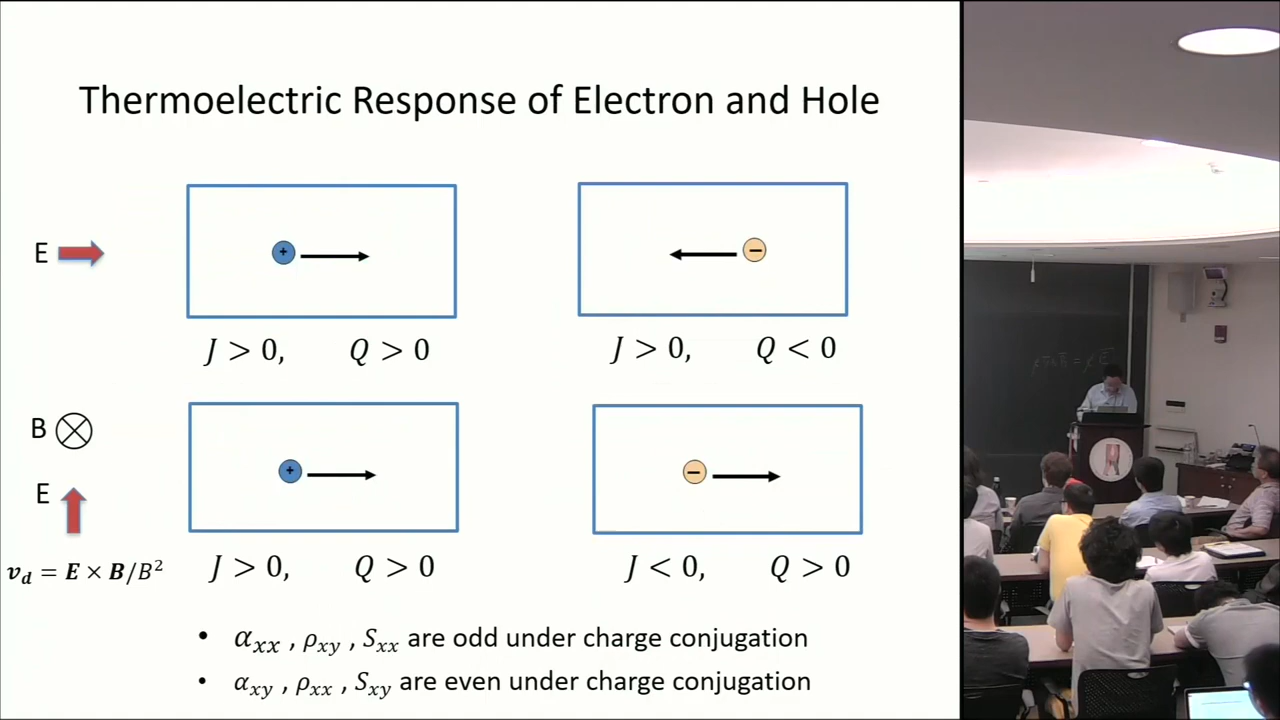 Thermoelectric Response of Electron and Hole
E
+
−
J > 0, Q > 0
J > 0, Q < 0
B
E
+
−
v_d = E × B/B²
J > 0, Q > 0
J < 0, Q > 0
• α_xx , ρ_xy , S_xx are odd under charge conjugation
• α_xy , ρ_xx , S_xy are even under charge conjugation